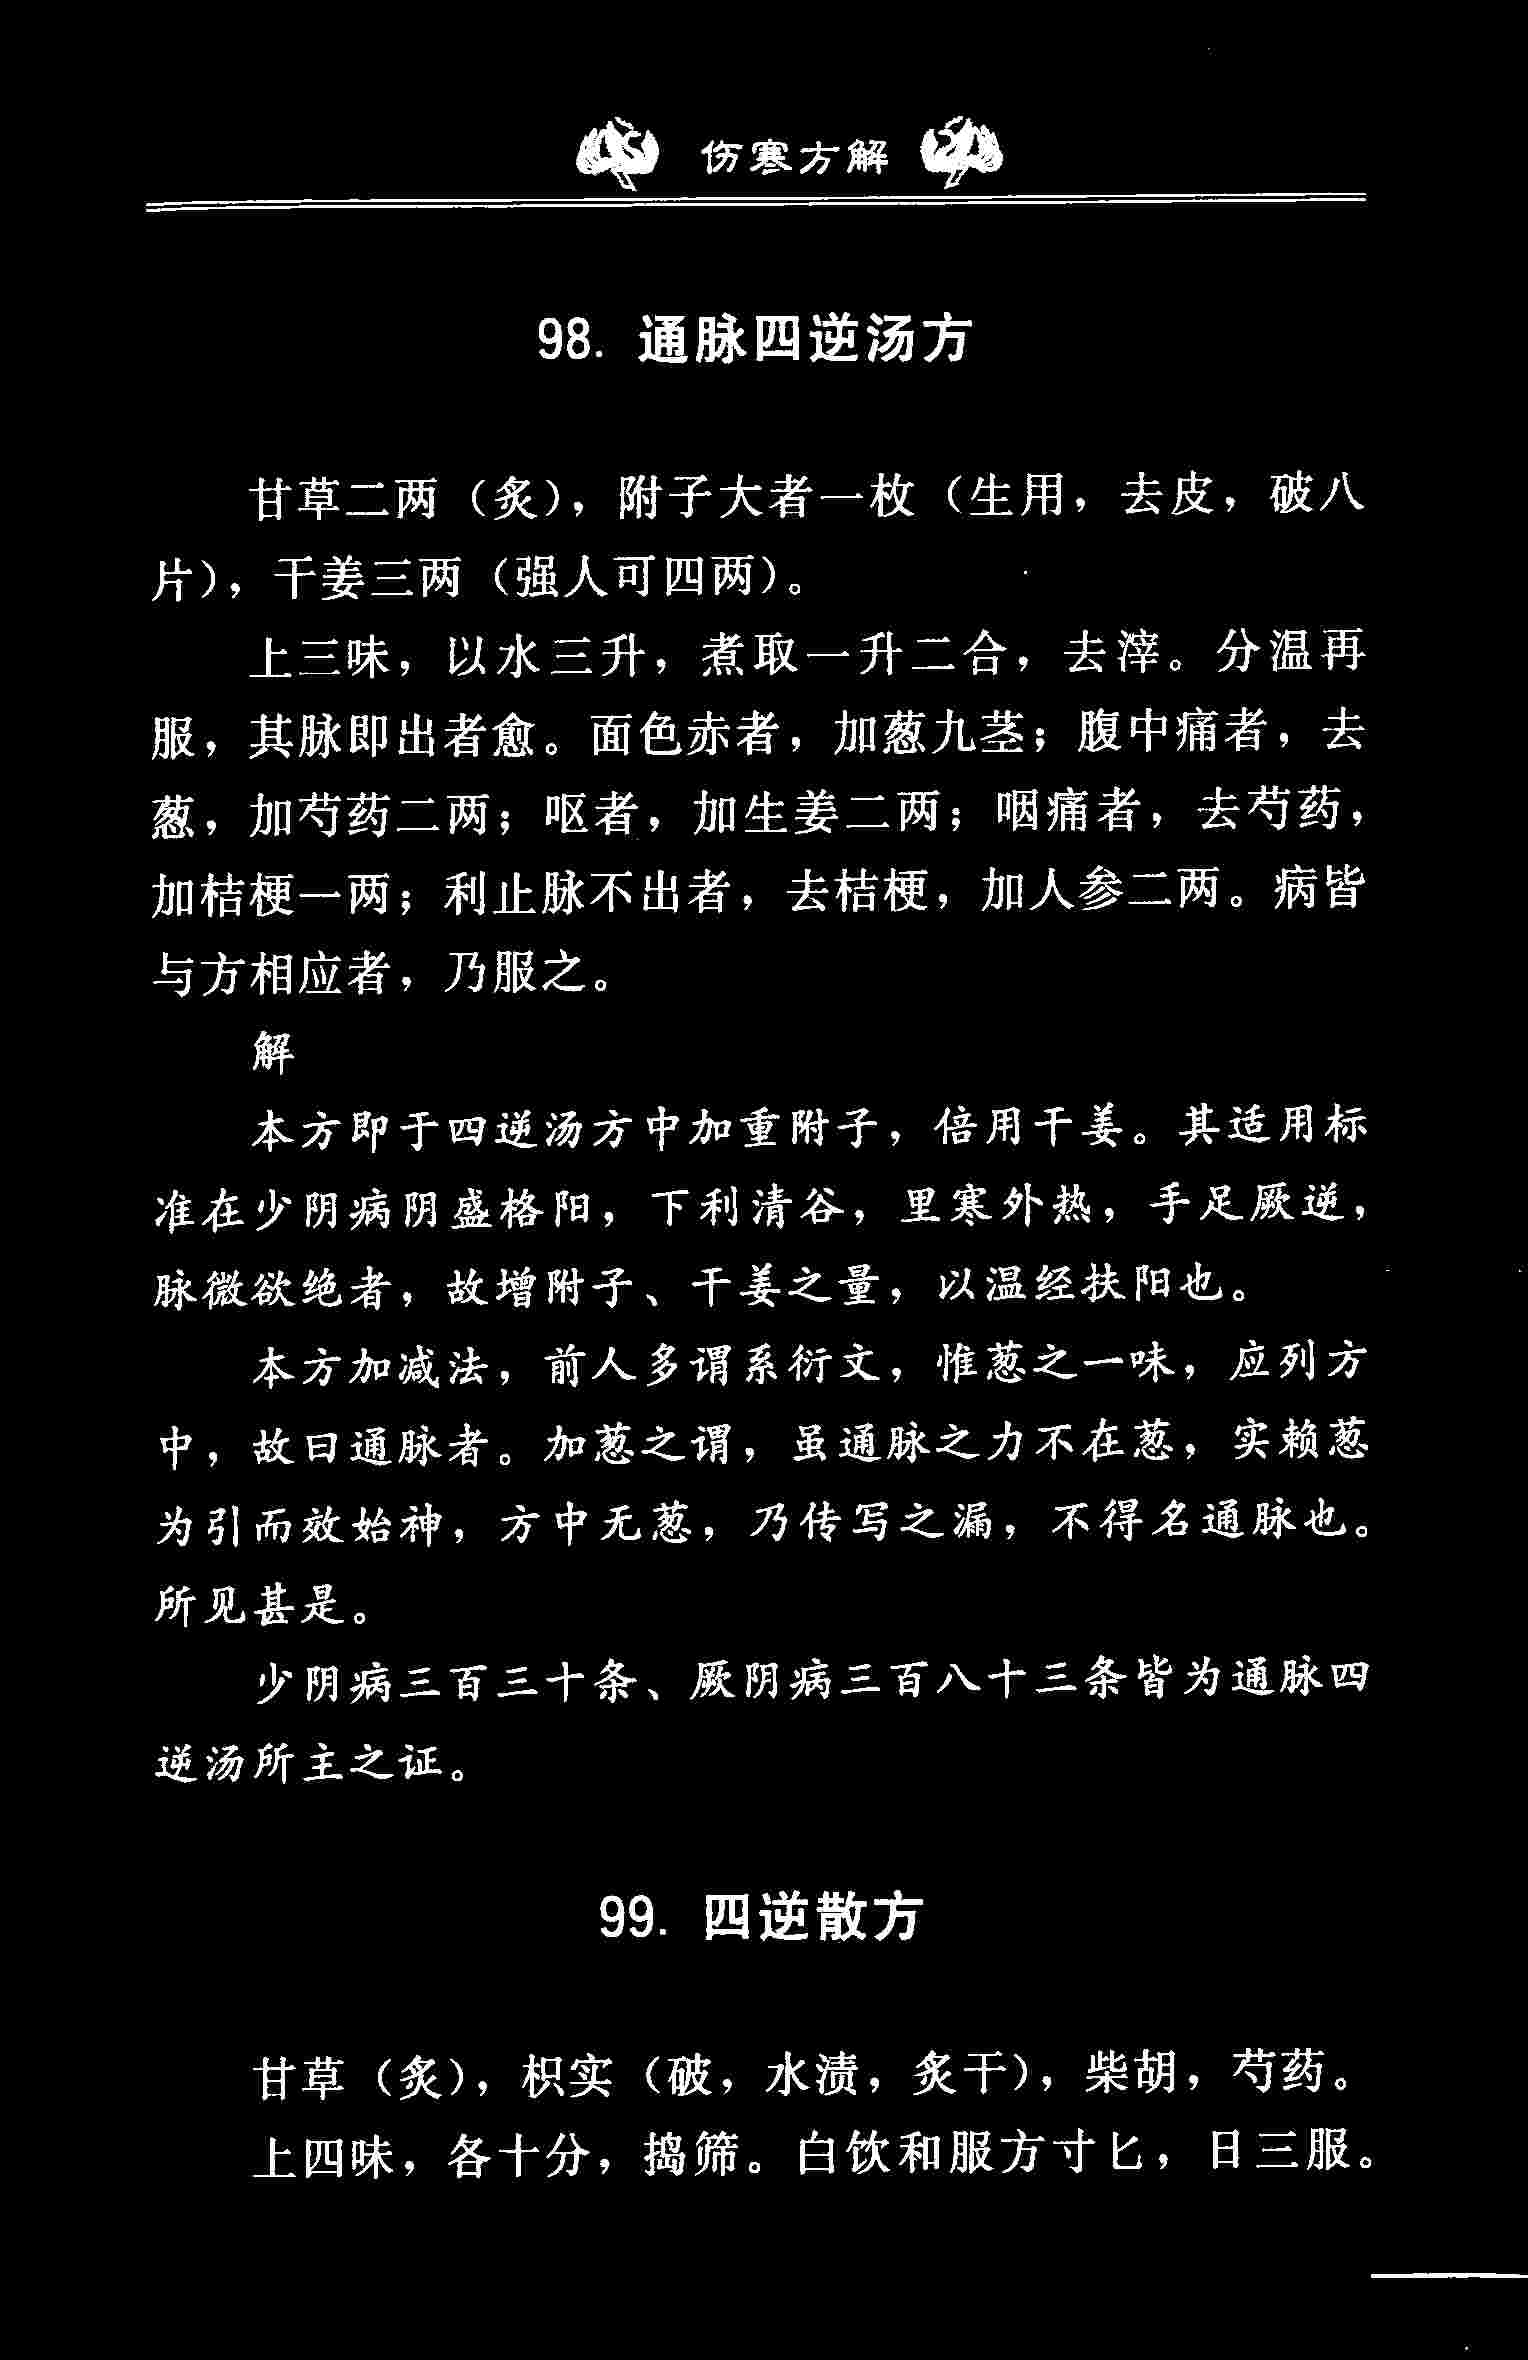 伤寒方解
98. 通脉四逆汤方
甘草二两（炙），附子大者一枚（生用，去皮，破八
片），干姜三两（强人可四两）。
上三味，以水三升，煮取一升二合，去滓。分温再
服，其脉即出者愈。面色赤者，加葱九茎；腹中痛者，去
葱，加芍药二两；呕者，加生姜二两；咽痛者，去芍药，
加桔梗一两；利止脉不出者，去桔梗，加人参二两。病皆
与方相应者，乃服之。
解
本方即于四逆汤方中加重附子，倍用干姜。其适用标
准在少阴病阴盛格阳，下利清谷，里寒外热，手足厥逆，
脉微欲绝者，故增附子、干姜之量，以温经扶阳也。
本方加减法，前人多谓系衍文，惟葱之一味，应列方
中，故曰通脉者。加葱之谓，虽通脉之力不在葱，实赖葱
为引而效始神，方中无葱，乃传写之漏，不得名通脉也。
所见甚是。
少阴病三百三十条、厥阴病三百八十三条皆为通脉四
逆汤所主之证。
99. 四逆散方
甘草（炙），枳实（破，水渍，炙干），柴胡，芍药。
上四味，各十分，捣筛。白饮和服方寸匕，日三服。